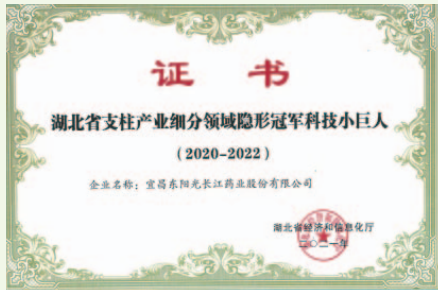 证书
湖北省支柱产业细分领域隐形冠军科技小巨人
(2020-2022)
企业名称：宜昌东阳光长江药业股份有限公司
湖北省经济和信息化厅
二〇二一年